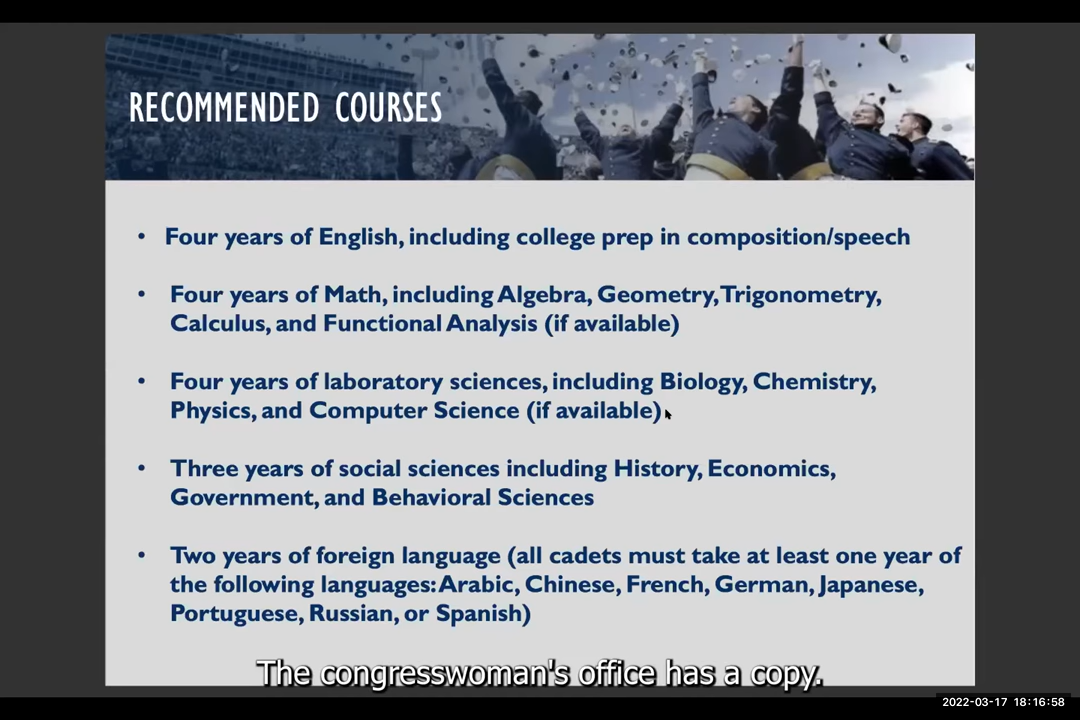 RECOMMENDED COURSES
• Four years of English, including college prep in composition/speech
• Four years of Math, including Algebra, Geometry, Trigonometry,
Calculus, and Functional Analysis (if available)
• Four years of laboratory sciences, including Biology, Chemistry,
Physics, and Computer Science (if available)
• Three years of social sciences including History, Economics,
Government, and Behavioral Sciences
• Two years of foreign language (all cadets must take at least one year of
the following languages: Arabic, Chinese, French, German, Japanese,
Portuguese, Russian, or Spanish)
The congresswoman's office has a copy.
2022-03-17 18:16:58